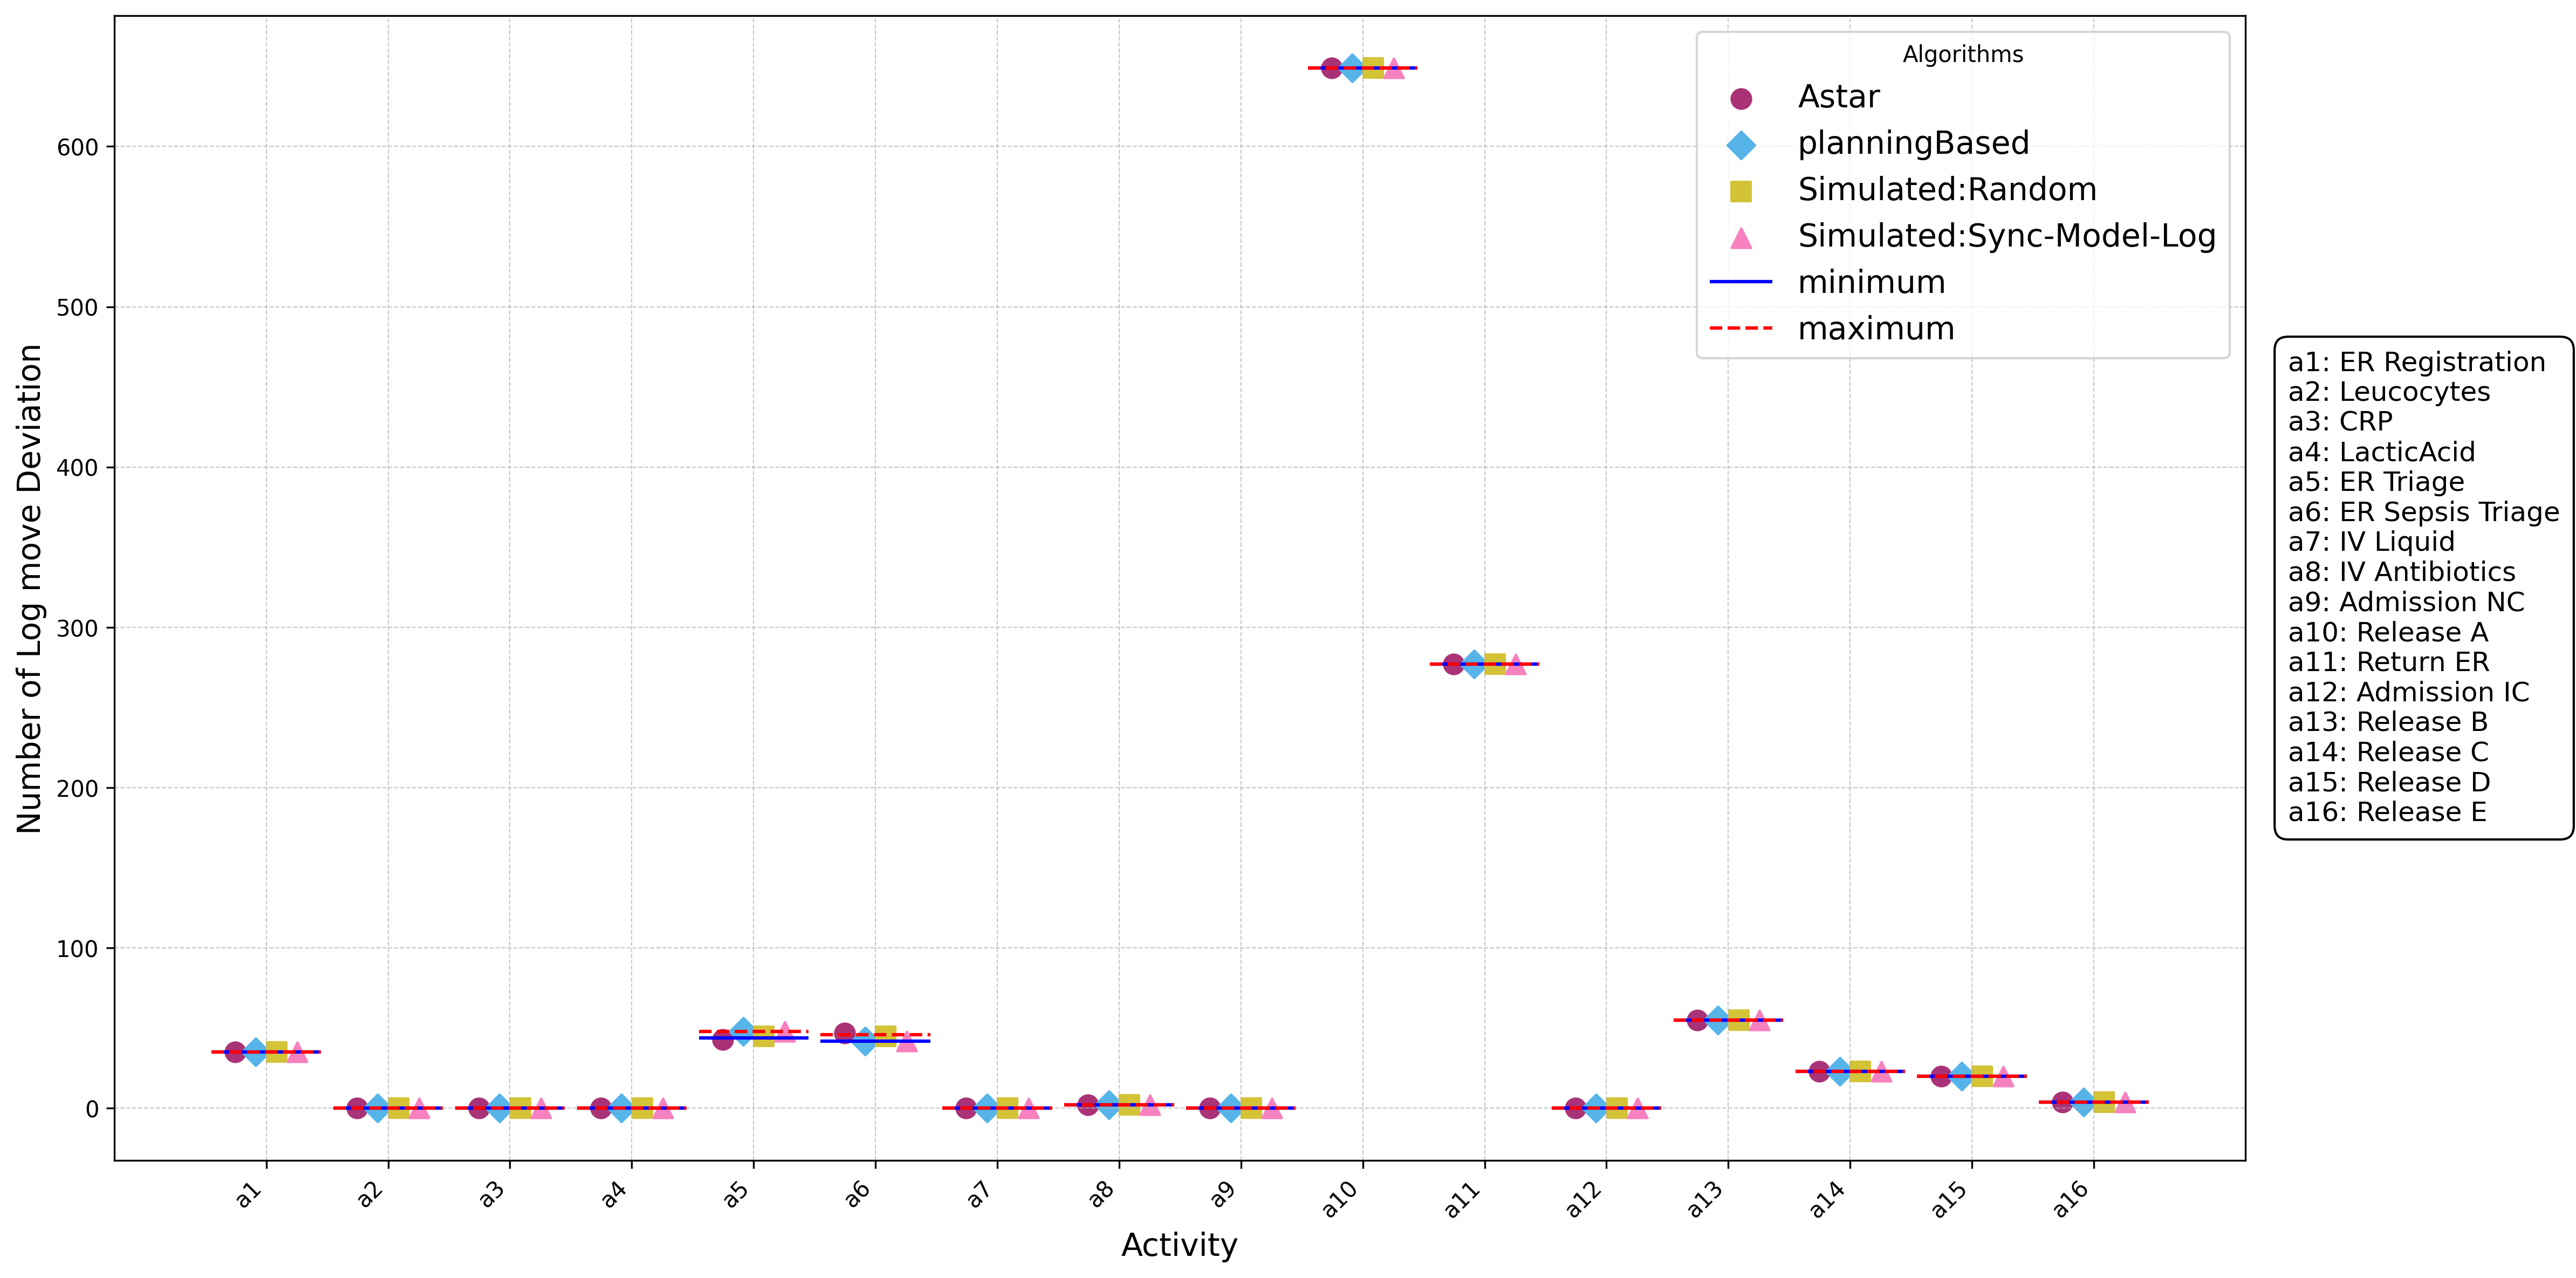 Algorithms
Astar
planningBased
Simulated:Random
Simulated:Sync-Model-Log
minimum
maximum
Number of Log move Deviation
600
500
400
300
200
100
0
a1 a2 a3 a4 a5 a6 a7 a8 a9 a10 a11 a12 a13 a14 a15 a16
Activity
a1: ER Registration
a2: Leucocytes
a3: CRP
a4: LacticAcid
a5: ER Triage
a6: ER Sepsis Triage
a7: IV Liquid
a8: IV Antibiotics
a9: Admission NC
a10: Release A
a11: Return ER
a12: Admission IC
a13: Release B
a14: Release C
a15: Release D
a16: Release E